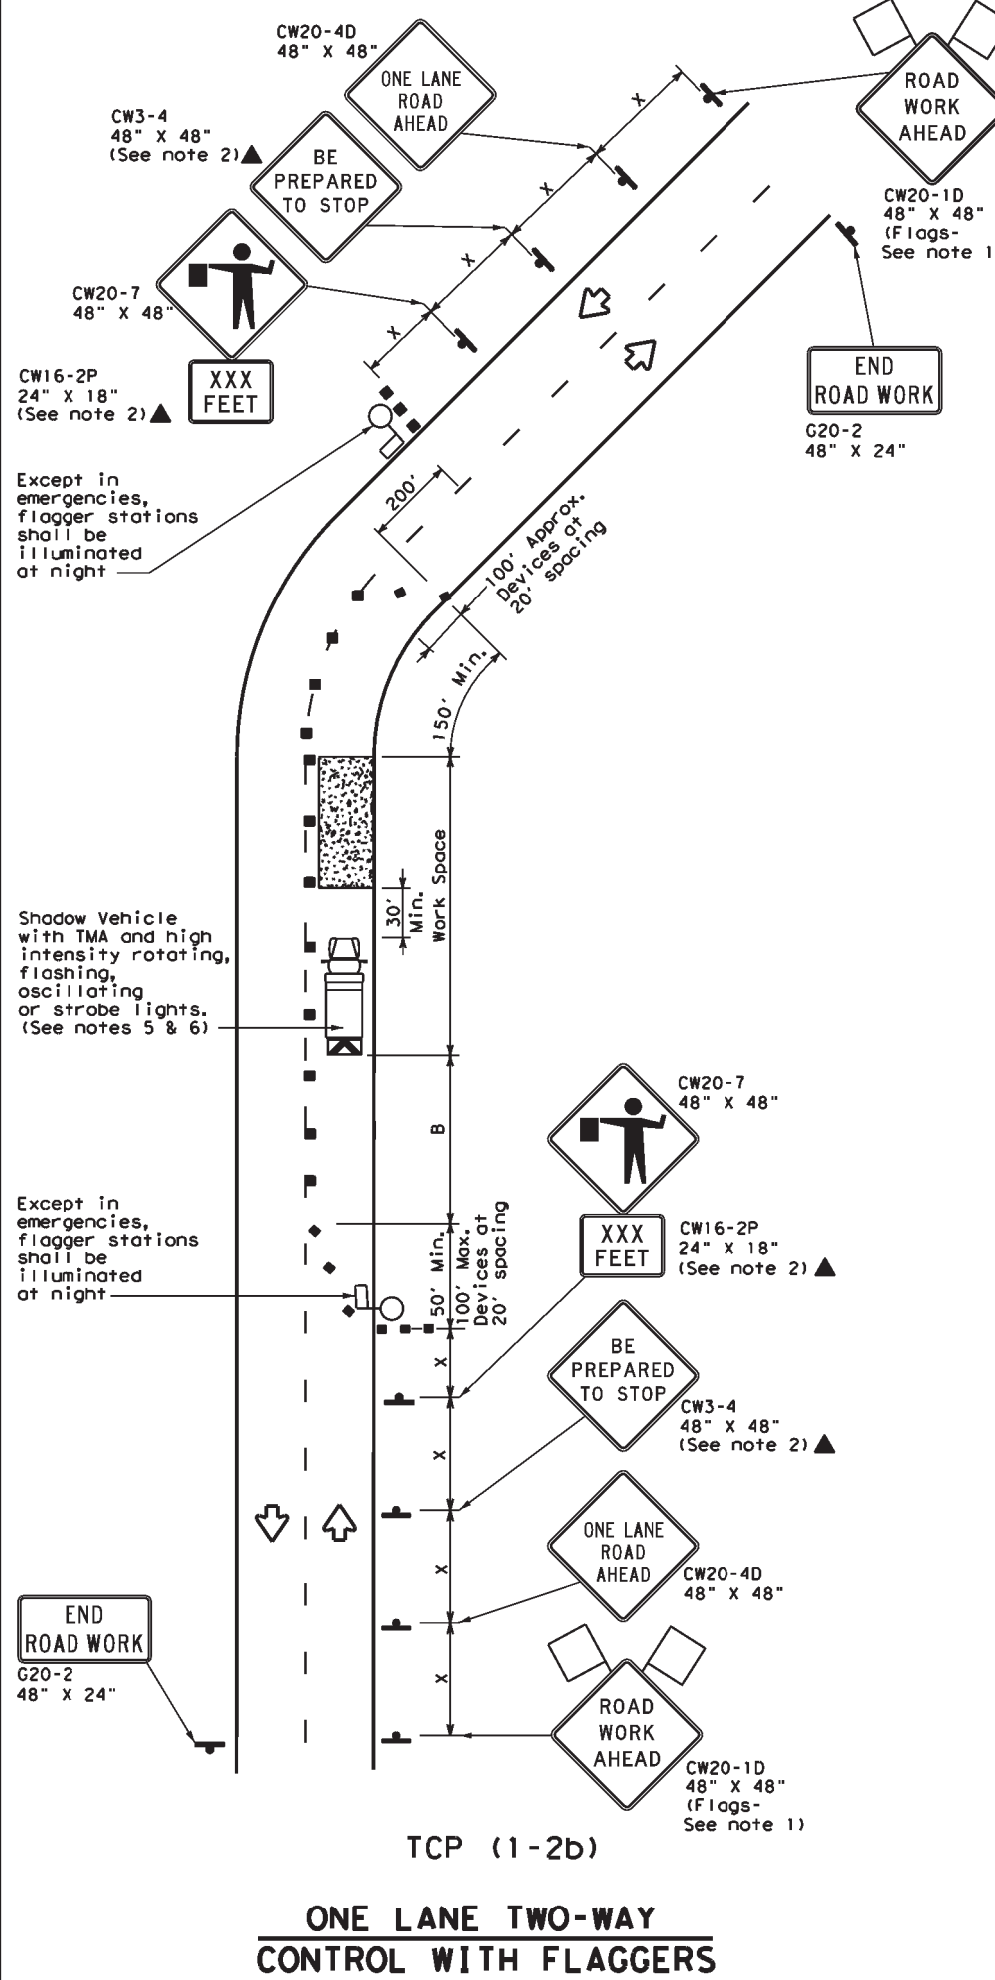 CW20-4D
48" X 48"
ONE LANE
ROAD
AHEAD
ROAD
WORK
AHEAD
CW20-1D
48" X 48"
(Flags-
See note 1
CW3-4
48" X 48"
(See note 2)▲
BE
PREPARED
TO STOP
CW20-7
48" X 48"
CW16-2P
24" X 18"
(See note 2)▲
XXX
FEET
X
X
X
X
END
ROAD WORK
G20-2
48" X 24"
Except in
emergencies,
flagger stations
shall be
illuminated
at night
200'
100' Approx.
Devices at
20' spacing
150' Min.
Work Space
30'
Min.
Shadow Vehicle
with TMA and high
intensity rotating,
flashing,
oscillating
or strobe lights.
(See notes 5 & 6)
B
CW20-7
48" X 48"
XXX
FEET
CW16-2P
24" X 18"
(See note 2)▲
Except in
emergencies,
flagger stations
shall be
illuminated
at night
50' Min.
100' Max.
Devices at
20' spacing
X
X
X
X
BE
PREPARED
TO STOP
CW3-4
48" X 48"
(See note 2)▲
ONE LANE
ROAD
AHEAD
CW20-4D
48" X 48"
END
ROAD WORK
G20-2
48" X 24"
ROAD
WORK
AHEAD
CW20-1D
48" X 48"
(Flags-
See note 1)
TCP (1-2b)
ONE LANE TWO-WAY
CONTROL WITH FLAGGERS